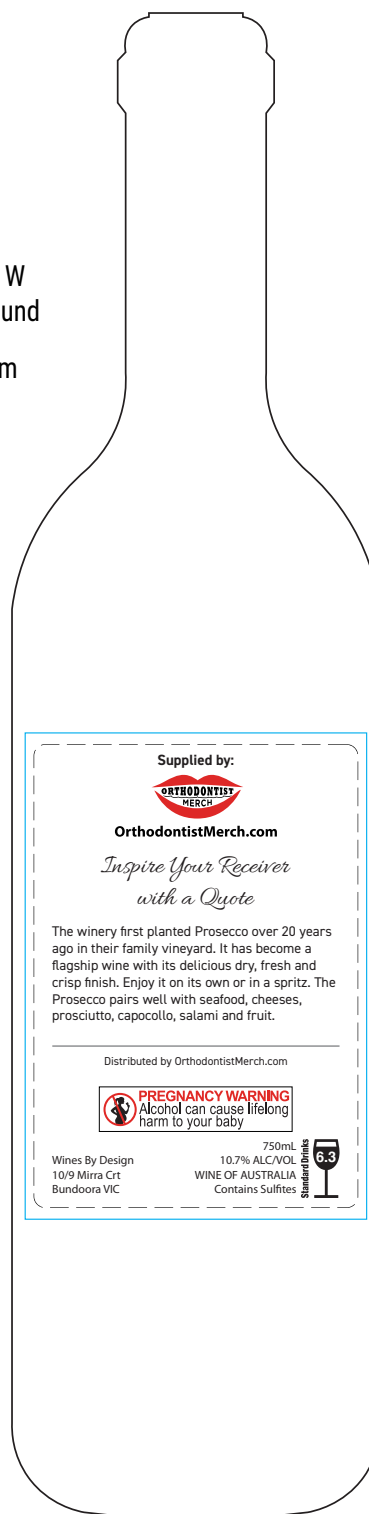 W
und
m
Supplied by:
ORTHODONTIST
MERCH
OrthodontistMerch.com
Inspire Your Receiver
with a Quote
The winery first planted Prosecco over 20 years
ago in their family vineyard. It has become a
flagship wine with its delicious dry, fresh and
crisp finish. Enjoy it on its own or in a spritz. The
Prosecco pairs well with seafood, cheeses,
prosciutto, capocollo, salami and fruit.
Distributed by OrthodontistMerch.com
PREGNANCY WARNING
Alcohol can cause lifelong
harm to your baby
Wines By Design
10/9 Mirra Crt
Bundoora VIC
750mL
10.7% ALC/VOL
WINE OF AUSTRALIA
Contains Sulfites
Standard Drinks
6.3